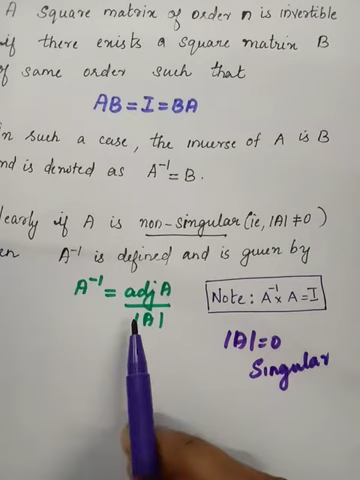 A square matrix of order n is invertible
if there exists a square matrix B
of same order such that
AB = I = BA
In such a case, the inverse of A is B
and is denoted as A⁻¹ = B.
clearly if A is non-singular (ie, |A| ≠ 0)
A⁻¹ is defined and is given by
A⁻¹ = adj A / |A|
Note: A⁻¹ × A = I
|A| = 0
Singular